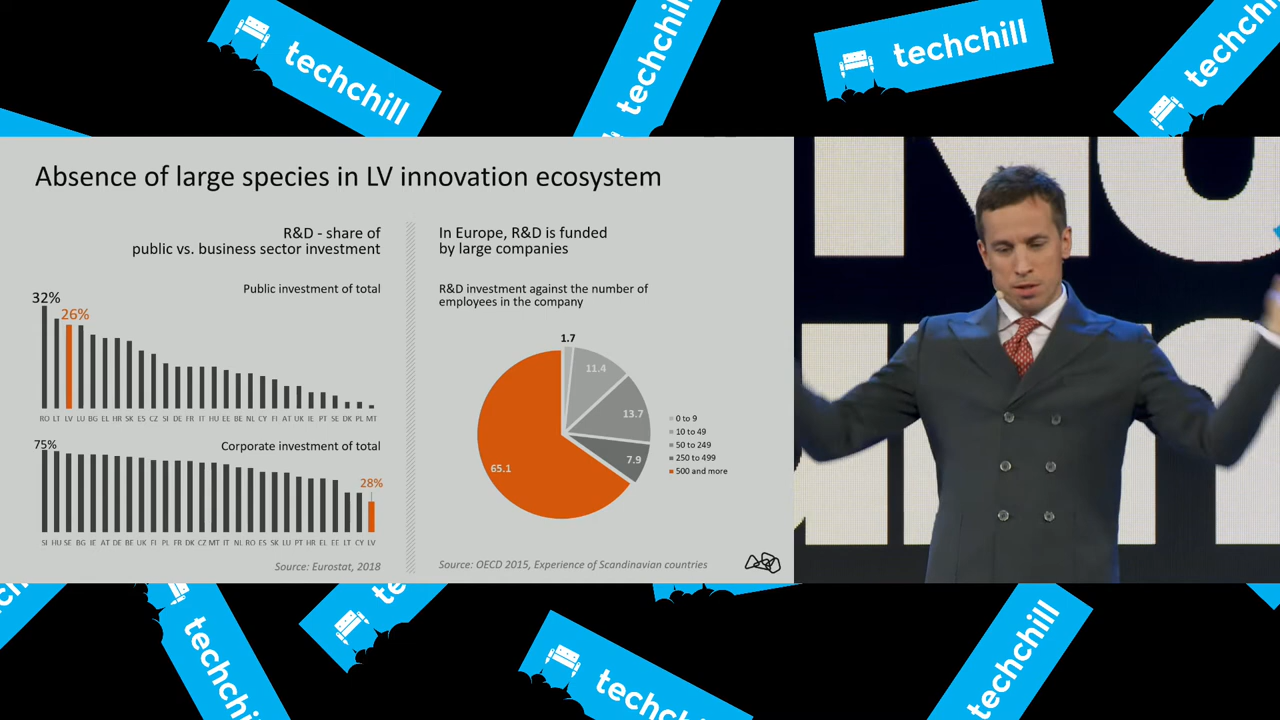 techchill
techchill
techchill
techchill
Absence of large species in LV innovation ecosystem
R&D - share of
public vs. business sector investment
Public investment of total
32%
26%
RO LT LV LU BG EL HR SK ES CZ SI DE FR IT HU EE BE NL CY FI AT UK IE PT SE DK PL MT
75%
Corporate investment of total
28%
SI HU SE BG IE AT DE BE UK FI PL FR DK CZ MT IT NL RO ES SK LU PT HR EL EE LT CY LV
Source: Eurostat, 2018
In Europe, R&D is funded
by large companies
R&D investment against the number of
employees in the company
1.7
11.4
13.7
7.9
65.1
0 to 9
10 to 49
50 to 249
250 to 499
500 and more
Source: OECD 2015, Experience of Scandinavian countries
techchi
techchi
techchill